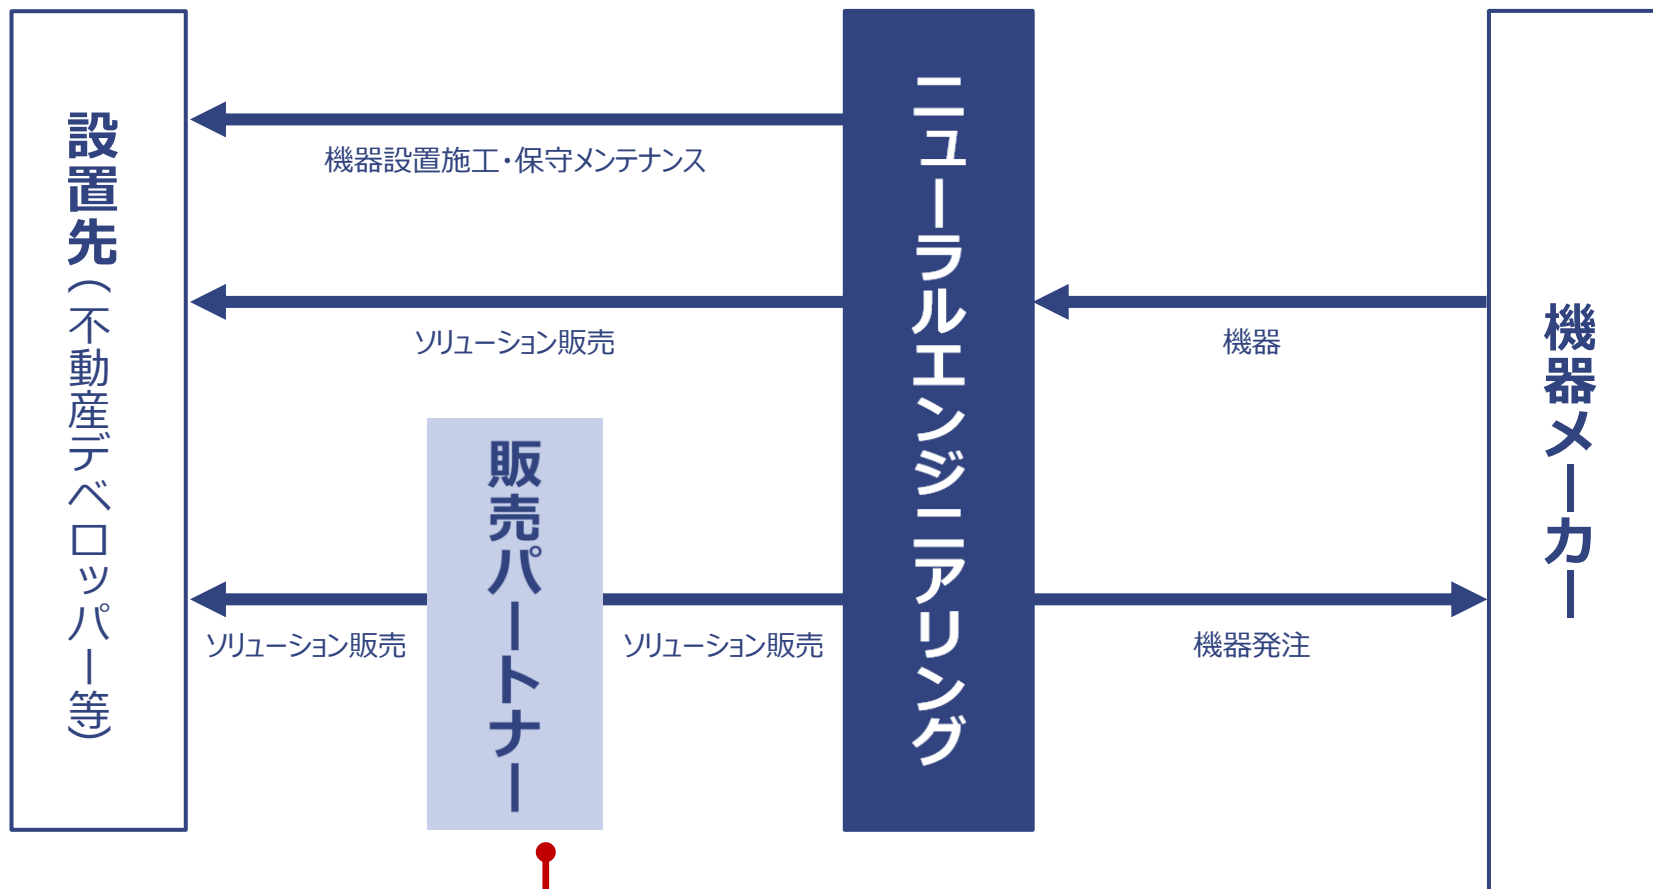 設置先(不動産デベロッパー等)
機器設置施工・保守メンテナンス
ソリューション販売
販売パートナー
ソリューション販売
ソリューション販売
ニューラルエンジニアリング
機器
機器発注
機器メーカー